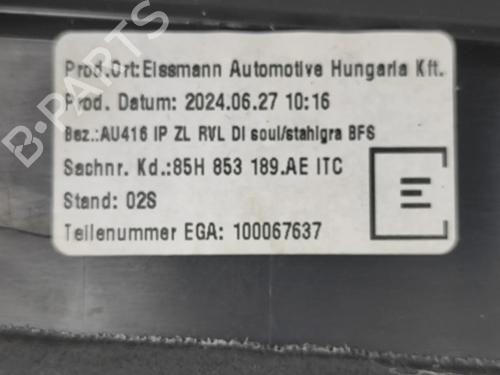 Prod.Ort:Eissmann Automotive Hungaria Kft.
Prod. Datum: 2024.06.27 10:16
Bez.:AU416 IP ZL RVL DI soul/stahlgra BFS
Sachnr. Kd.:85H 853 189.AE ITC
Stand: 02S
Teilenummer EGA: 100067637
E
B-Parts